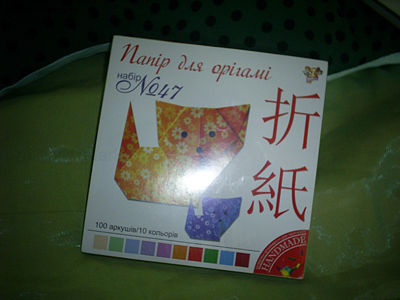 Папір для орігамі
набір
№47
折
紙
100 аркушів/10 кольорів
HANDMADE